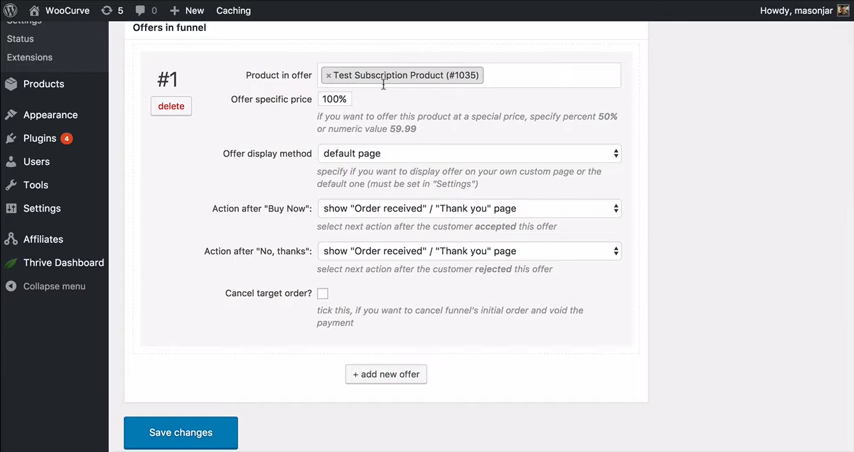 WooCurve 5 0 + New Caching Howdy, masonjar
Settings
Status
Extensions
Products
Appearance
Plugins 4
Users
Tools
Settings
Affiliates
Thrive Dashboard
Collapse menu
Offers in funnel
#1
delete
Product in offer × Test Subscription Product (#1035)
Offer specific price 100%
if you want to offer this product at a special price, specify percent 50%
or numeric value 59.99
Offer display method default page
specify if you want to display offer on your own custom page or the
default one (must be set in "Settings")
Action after "Buy Now": show "Order received" / "Thank you" page
select next action after the customer accepted this offer
Action after "No, thanks": show "Order received" / "Thank you" page
select next action after the customer rejected this offer
Cancel target order?
tick this, if you want to cancel funnel's initial order and void the
payment
+ add new offer
Save changes